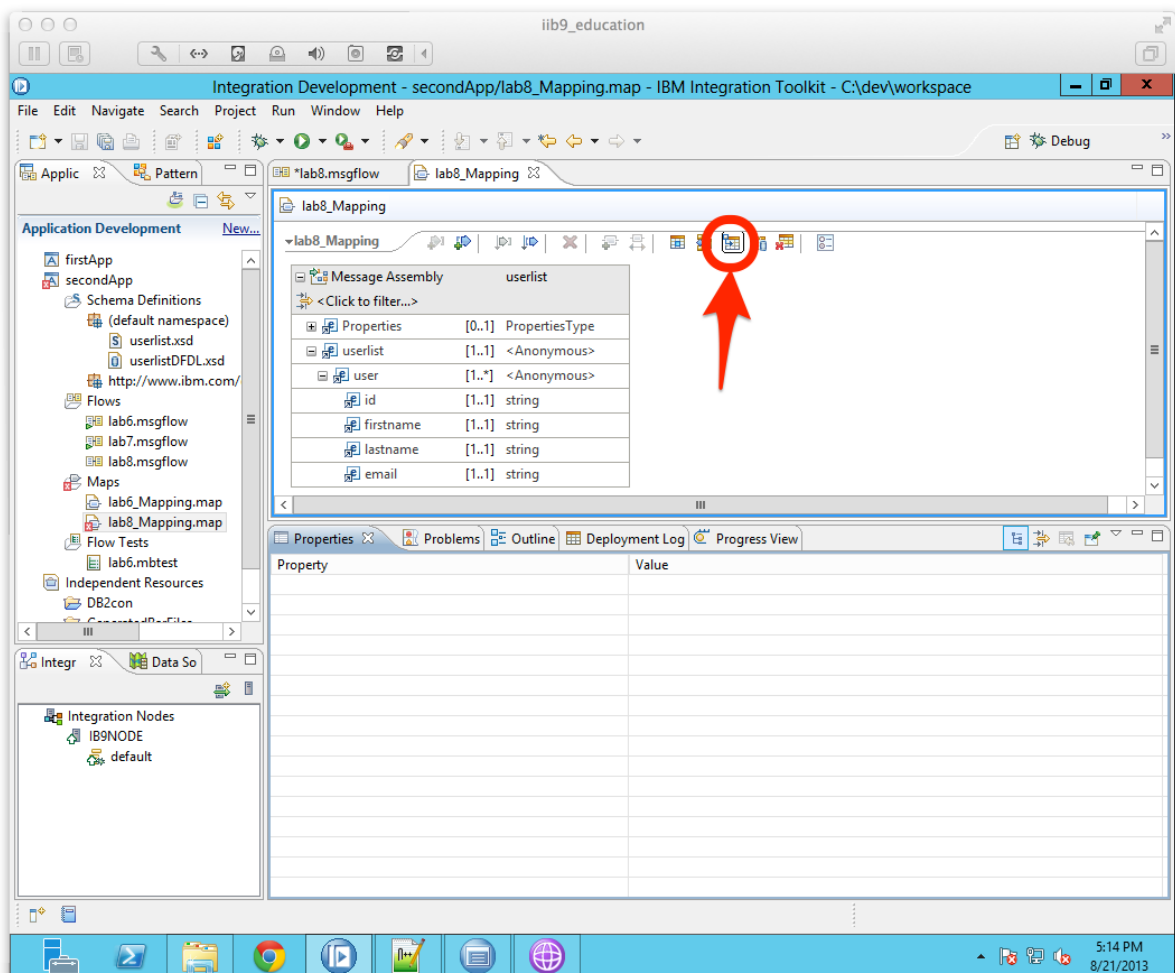 iib9_education
Integration Development - secondApp/lab8_Mapping.map - IBM Integration Toolkit - C:\dev\workspace
File Edit Navigate Search Project Run Window Help
Debug
Applic Pattern
*lab8.msgflow lab8_Mapping
lab8_Mapping
Application Development New...
lab8_Mapping
firstApp
secondApp
Schema Definitions
(default namespace)
userlist.xsd
userlistDFDL.xsd
http://www.ibm.com/
Flows
lab6.msgflow
lab7.msgflow
lab8.msgflow
Maps
lab6_Mapping.map
lab8_Mapping.map
Flow Tests
lab6.mbtest
Independent Resources
DB2con
Message Assembly userlist
<Click to filter...>
Properties [0..1] PropertiesType
userlist [1..1] <Anonymous>
user [1..*] <Anonymous>
id [1..1] string
firstname [1..1] string
lastname [1..1] string
email [1..1] string
Properties Problems Outline Deployment Log Progress View
Property Value
Integr Data So
Integration Nodes
IB9NODE
default
5:14 PM
8/21/2013